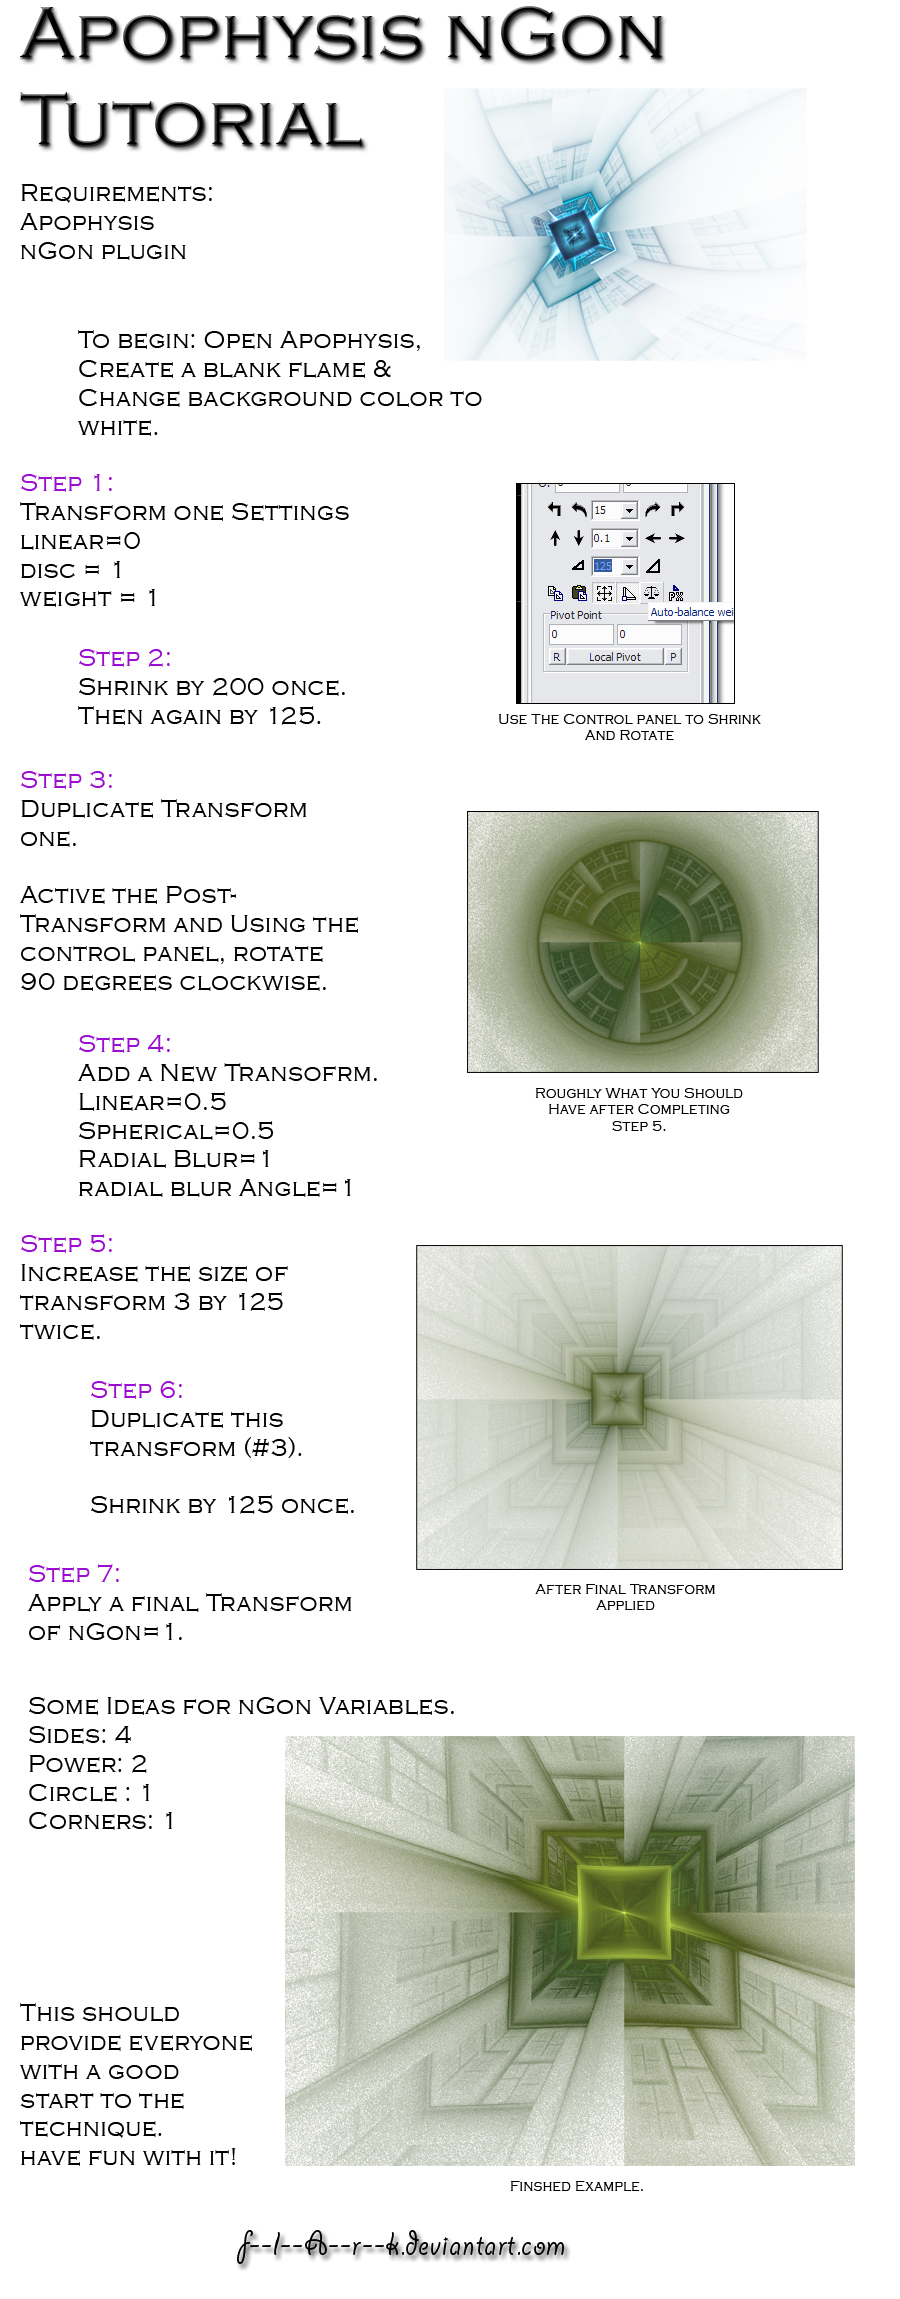 Apophysis nGon
Tutorial
Requirements:
Apophysis
nGon plugin
To begin: Open Apophysis,
Create a blank flame &
Change background color to
white.
Step 1:
Transform one Settings
linear=0
disc = 1
weight = 1
Step 2:
Shrink by 200 once.
Then again by 125.
15
0.1
125
Auto-balance wei
Pivot Point
0 0
R Local Pivot P
Use The Control panel to Shrink
And Rotate
Step 3:
Duplicate Transform
one.
Active the Post-
Transform and Using the
control panel, rotate
90 degrees clockwise.
Step 4:
Add a New Transofrm.
Linear=0.5
Spherical=0.5
Radial Blur=1
radial blur Angle=1
Roughly What You Should
Have after Completing
Step 5.
Step 5:
Increase the size of
transform 3 by 125
twice.
Step 6:
Duplicate this
transform (#3).
Shrink by 125 once.
Step 7:
Apply a final Transform
of nGon=1.
After Final Transform
Applied
Some Ideas for nGon Variables.
Sides: 4
Power: 2
Circle : 1
Corners: 1
This should
provide everyone
with a good
start to the
technique.
have fun with it!
Finshed Example.
f--l--A--r--k.deviantart.com